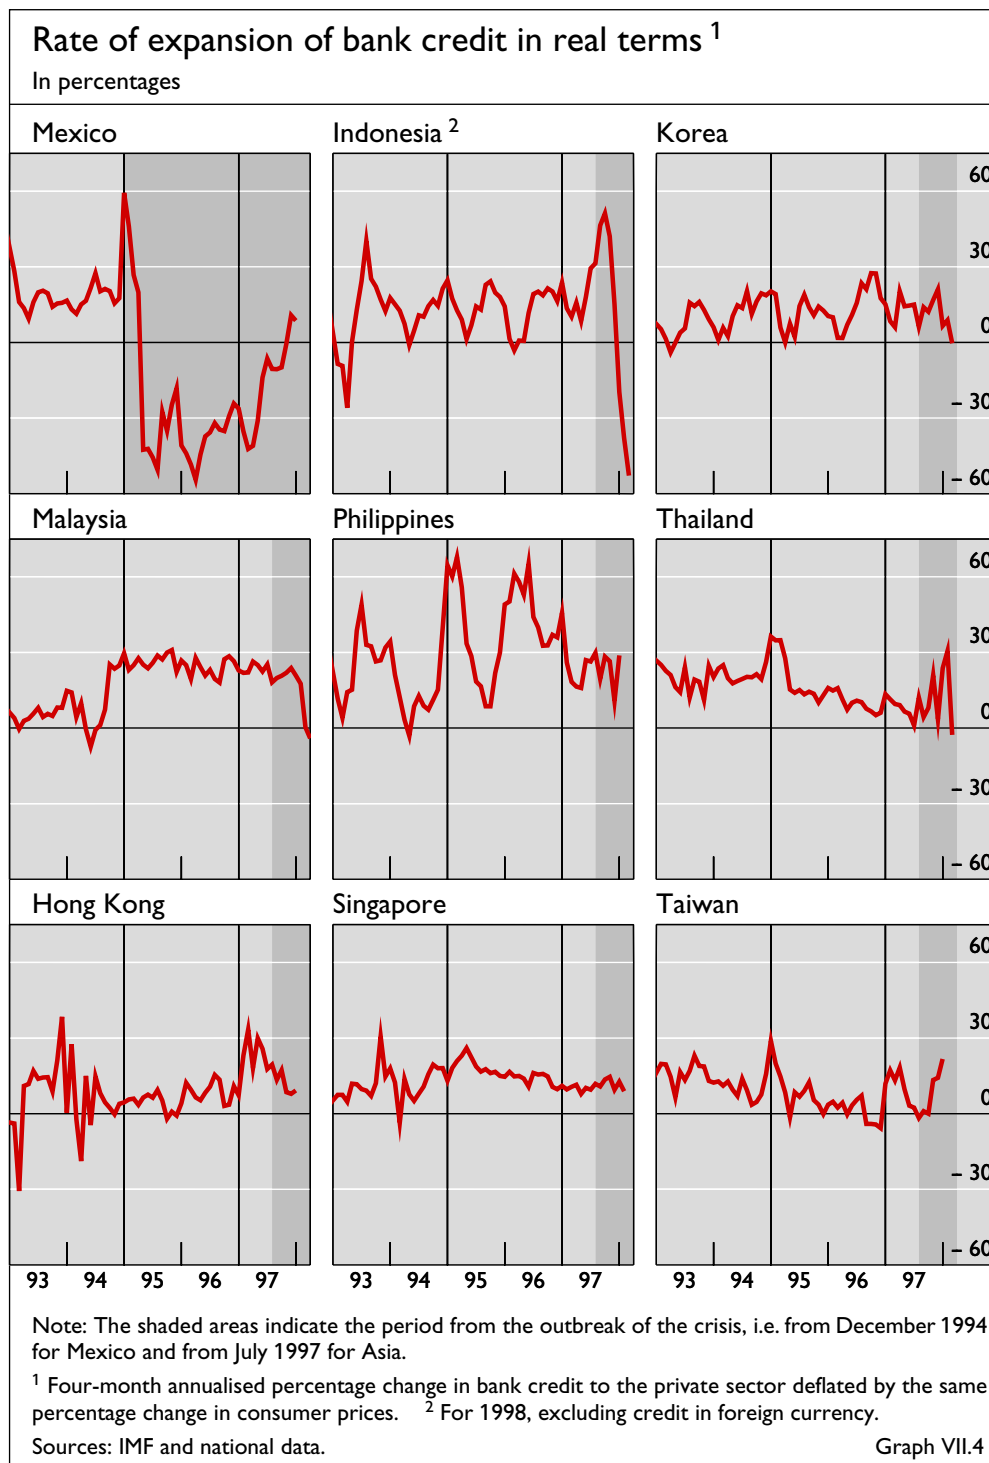 Rate of expansion of bank credit in real terms 1
In percentages
Mexico
Indonesia 2
Korea
60
30
0
– 30
– 60
Malaysia
Philippines
Thailand
60
30
0
– 30
– 60
Hong Kong
Singapore
Taiwan
60
30
0
– 30
– 60
93 94 95 96 97
93 94 95 96 97
93 94 95 96 97
Note: The shaded areas indicate the period from the outbreak of the crisis, i.e. from December 1994
for Mexico and from July 1997 for Asia.
1 Four-month annualised percentage change in bank credit to the private sector deflated by the same
percentage change in consumer prices. 2 For 1998, excluding credit in foreign currency.
Sources: IMF and national data.
Graph VII.4